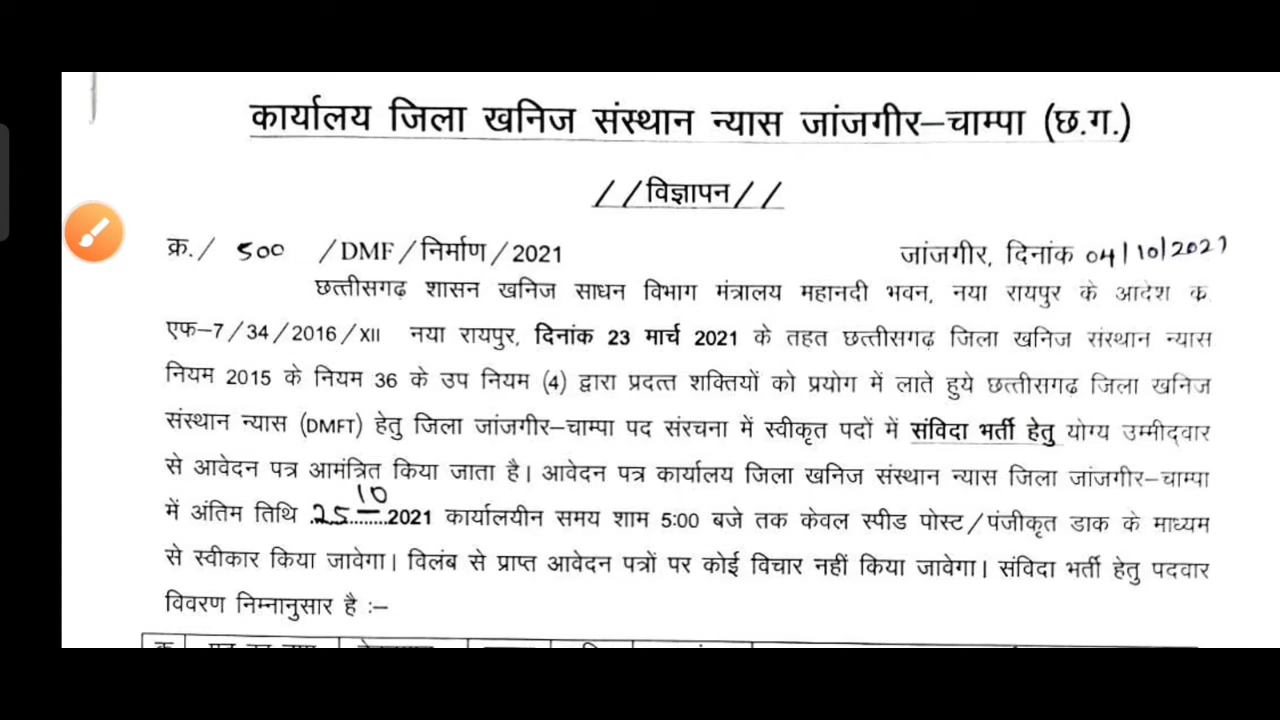 कार्यालय जिला खनिज संस्थान न्यास जांजगीर–चाम्पा (छ.ग.)
//विज्ञापन//
क्र./ 500 /DMF/निर्माण/2021 जांजगीर, दिनांक 04/10/2021
छत्तीसगढ़ शासन खनिज साधन विभाग मंत्रालय महानदी भवन, नया रायपुर के आदेश क
एफ–7/34/2016/XII नया रायपुर, दिनांक 23 मार्च 2021 के तहत छत्तीसगढ़ जिला खनिज संस्थान न्यास
नियम 2015 के नियम 36 के उप नियम (4) द्वारा प्रदत्त शक्तियों को प्रयोग में लाते हुये छत्तीसगढ़ जिला खनिज
संस्थान न्यास (DMFT) हेतु जिला जांजगीर–चाम्पा पद संरचना में स्वीकृत पदों में संविदा भर्ती हेतु योग्य उम्मीद्वार
से आवेदन पत्र आमंत्रित किया जाता है। आवेदन पत्र कार्यालय जिला खनिज संस्थान न्यास जिला जांजगीर–चाम्पा
में अंतिम तिथि 25 10 2021 कार्यालयीन समय शाम 5:00 बजे तक केवल स्पीड पोस्ट/पंजीकृत डाक के माध्यम
से स्वीकार किया जावेगा। विलंब से प्राप्त आवेदन पत्रों पर कोई विचार नहीं किया जावेगा। संविदा भर्ती हेतु पदवार
विवरण निम्नानुसार है :–